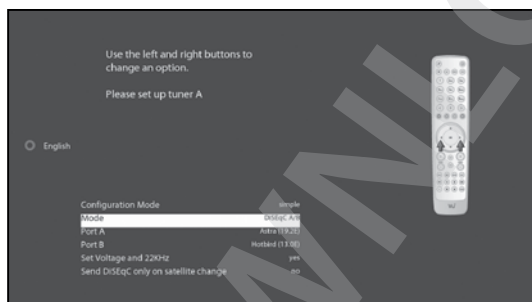 Use the left and right buttons to
change an option.
Please set up tuner A
English
Configuration Mode simple
Mode DiSEqC A/B
Port A Astra (19.2E)
Port B Hotbird (13.0E)
Set Voltage and 22KHz yes
Send DiSEqC only on satellite change no